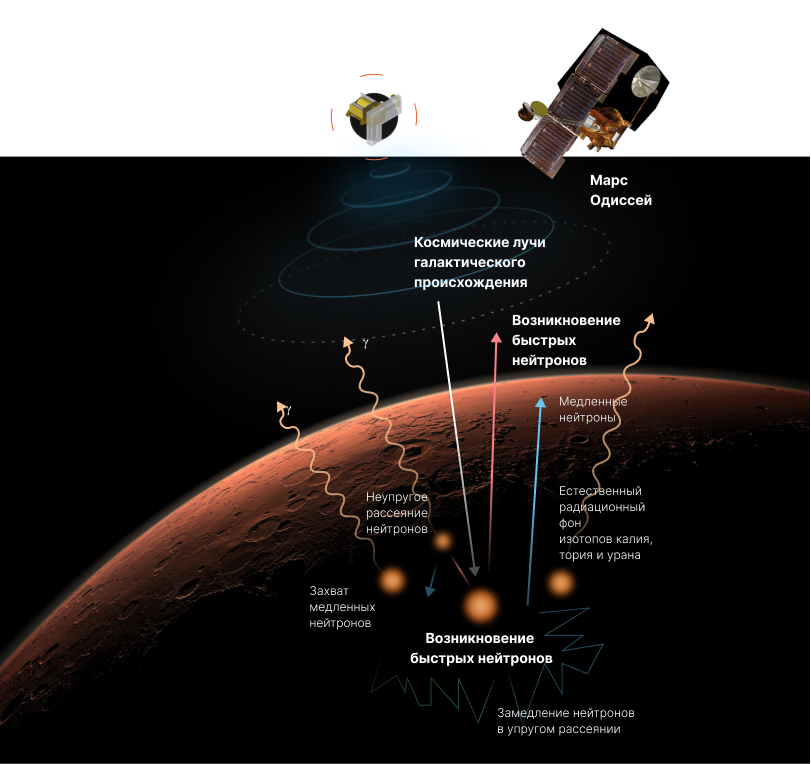 Марс
Одиссей
Космические лучи
галактического
происхождения
Возникновение
быстрых
нейтронов
γ
γ
Медленные
нейтроны
Неупругое
рассеяние
нейтронов
Естественный
радиационный
фон
изотопов калия,
тория и урана
Захват
медленных
нейтронов
Возникновение
быстрых нейтронов
Замедление нейтронов
в упругом рассеянии